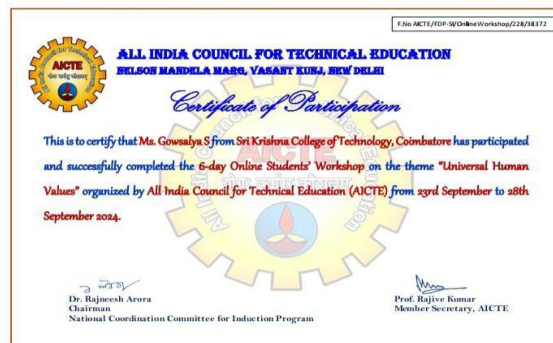 F.No AICTE/FDP-SI/Online Workshop/228/38372
AICTE
ALL INDIA COUNCIL FOR TECHNICAL EDUCATION
NELSON MANDELA MARG, VASANT KUNJ, NEW DELHI
Certificate of Participation
This is to certify that Ms. Gowsalya S from Sri Krishna College of Technology, Coimbatore has participated
and successfully completed the 6-day Online Students' Workshop on the theme "Universal Human
Values" organized by All India Council for Technical Education (AICTE) from 23rd September to 28th
September 2024.
Dr. Rajneesh Arora
Chairman
National Coordination Committee for Induction Program
Prof. Rajive Kumar
Member Secretary, AICTE